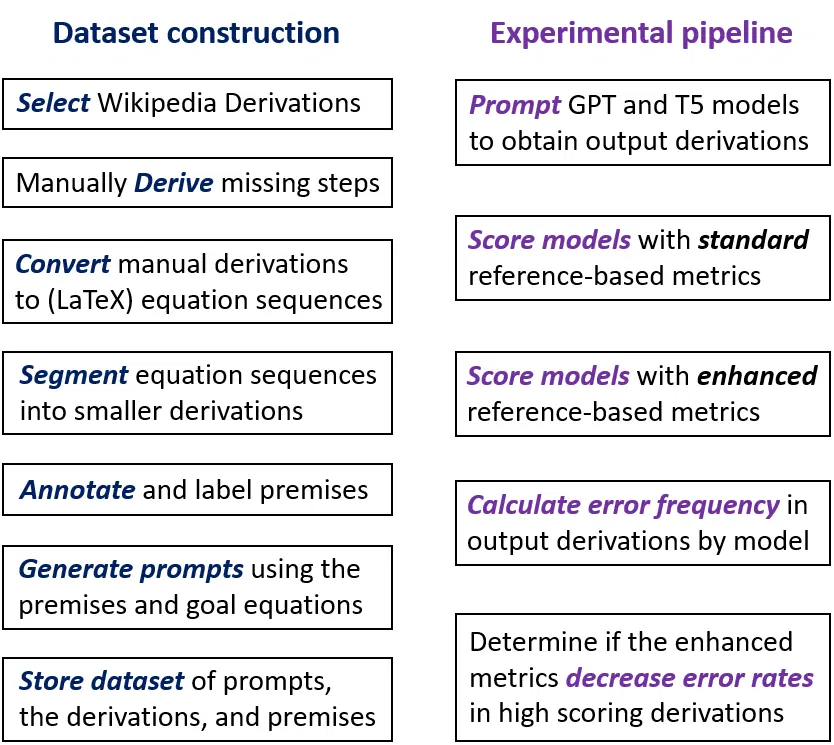 Dataset construction
Select Wikipedia Derivations
Manually Derive missing steps
Convert manual derivations
to (LaTeX) equation sequences
Segment equation sequences
into smaller derivations
Annotate and label premises
Generate prompts using the
premises and goal equations
Store dataset of prompts,
the derivations, and premises
Experimental pipeline
Prompt GPT and T5 models
to obtain output derivations
Score models with standard
reference-based metrics
Score models with enhanced
reference-based metrics
Calculate error frequency in
output derivations by model
Determine if the enhanced
metrics decrease error rates
in high scoring derivations